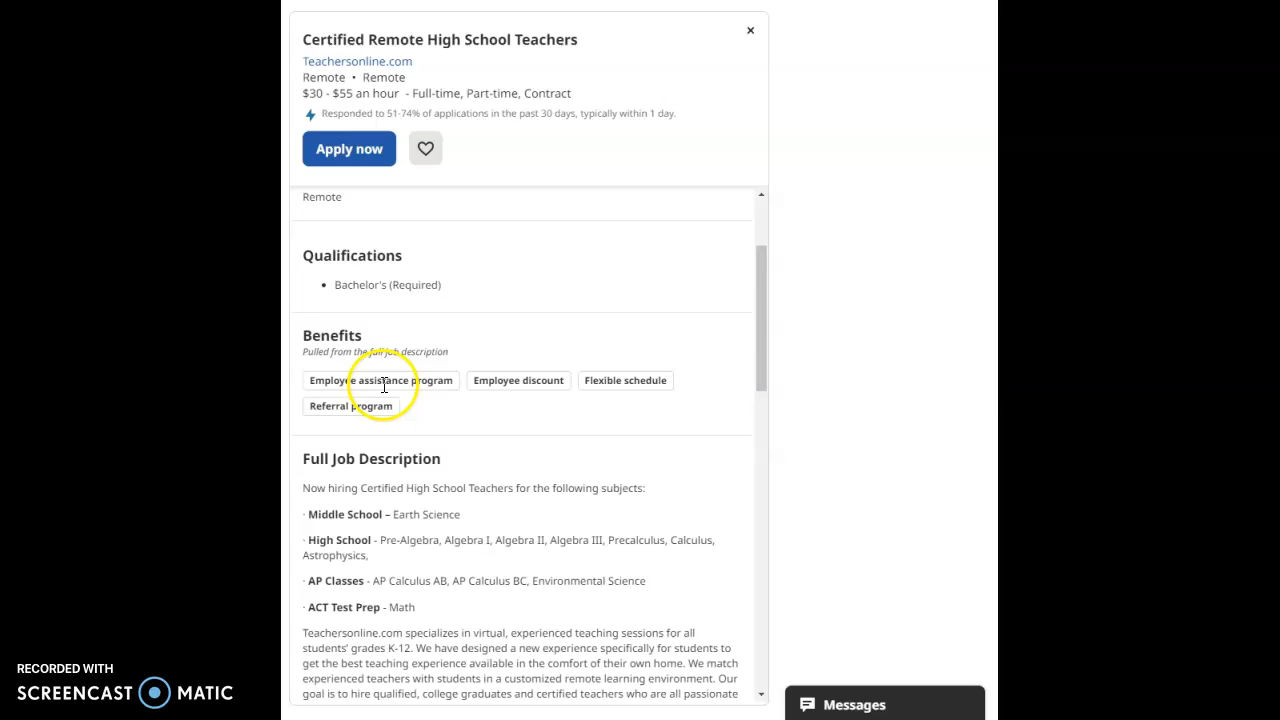 ×
Certified Remote High School Teachers
Teachersonline.com
Remote • Remote
$30 - $55 an hour - Full-time, Part-time, Contract
Responded to 51-74% of applications in the past 30 days, typically within 1 day.
Apply now
Remote
Qualifications
• Bachelor's (Required)
Benefits
Pulled from the full job description
Employee assistance program Employee discount Flexible schedule
Referral program
Full Job Description
Now hiring Certified High School Teachers for the following subjects:
· Middle School – Earth Science
· High School - Pre-Algebra, Algebra I, Algebra II, Algebra III, Precalculus, Calculus,
Astrophysics,
· AP Classes - AP Calculus AB, AP Calculus BC, Environmental Science
· ACT Test Prep - Math
Teachersonline.com specializes in virtual, experienced teaching sessions for all
students' grades K-12. We have designed a new experience specifically for students to
get the best teaching experience available in the comfort of their own home. We match
experienced teachers with students in a customized remote learning environment. Our
goal is to hire qualified, college graduates and certified teachers who are all passionate
Messages
RECORDED WITH
SCREENCAST MATIC